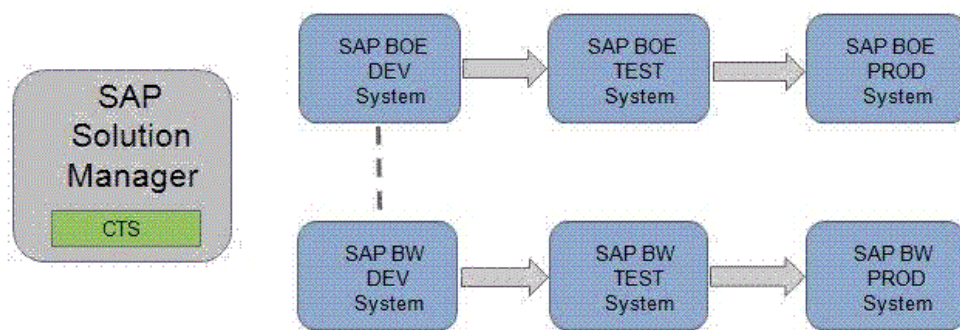 SAP
Solution
Manager
CTS
SAP BOE
DEV
System
SAP BOE
TEST
System
SAP BOE
PROD
System
SAP BW
DEV
System
SAP BW
TEST
System
SAP BW
PROD
System